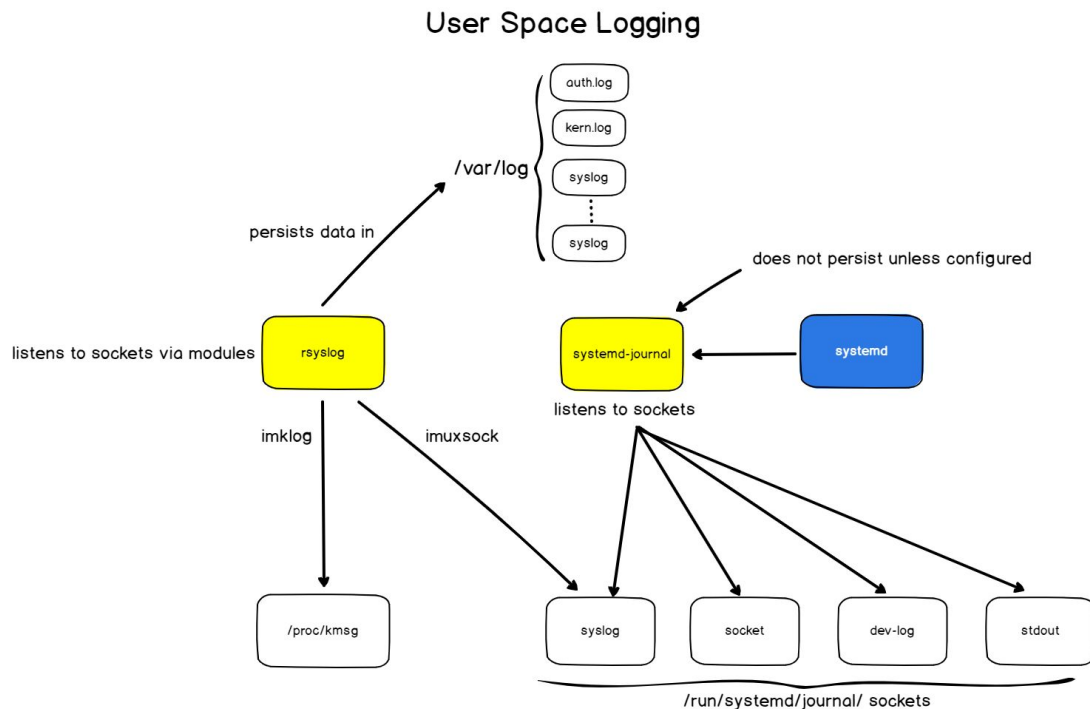 User Space Logging
auth.log
kern.log
/var/log
syslog
syslog
persists data in
does not persist unless configured
listens to sockets via modules
rsyslog
systemd-journal
systemd
listens to sockets
imklog
imuxsock
/proc/kmsg
syslog
socket
dev-log
stdout
/run/systemd/journal/ sockets